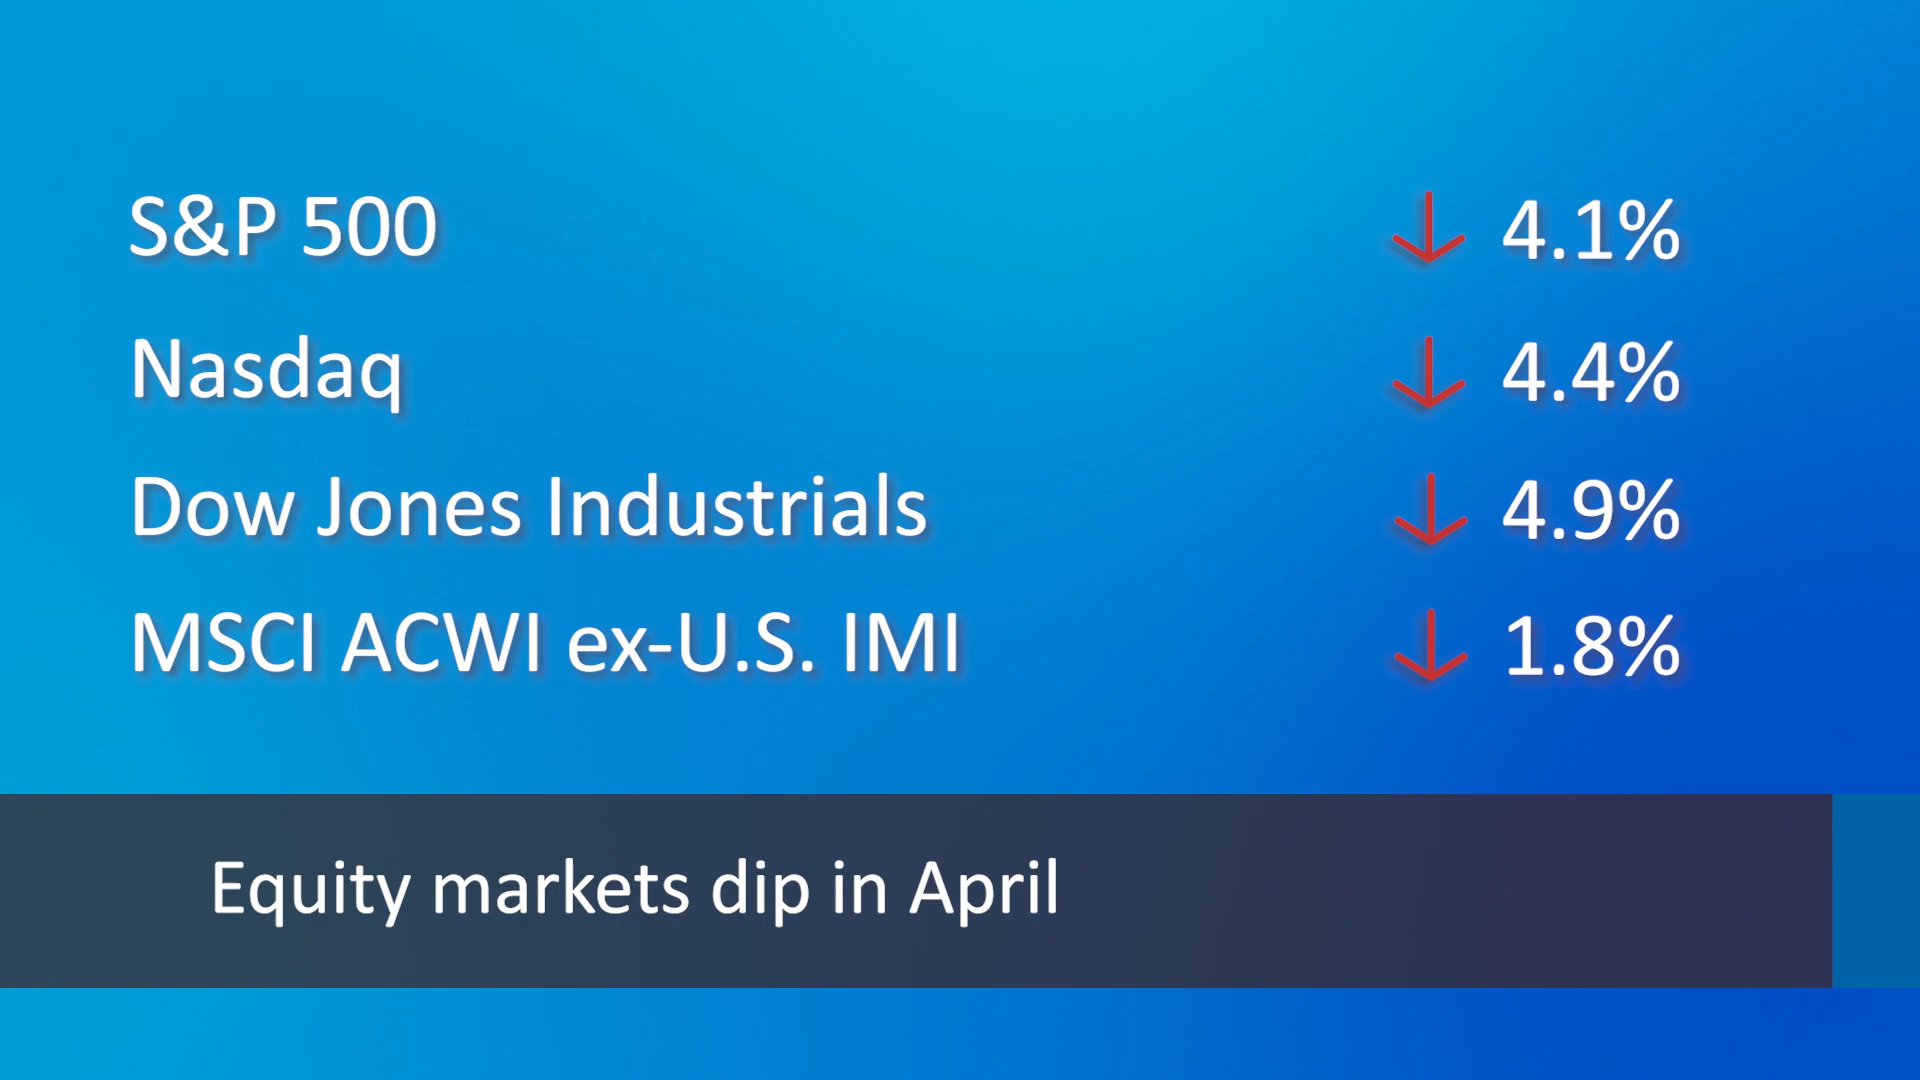 S&P 500 ↓ 4.1%
Nasdaq ↓ 4.4%
Dow Jones Industrials ↓ 4.9%
MSCI ACWI ex-U.S. IMI ↓ 1.8%
Equity markets dip in April